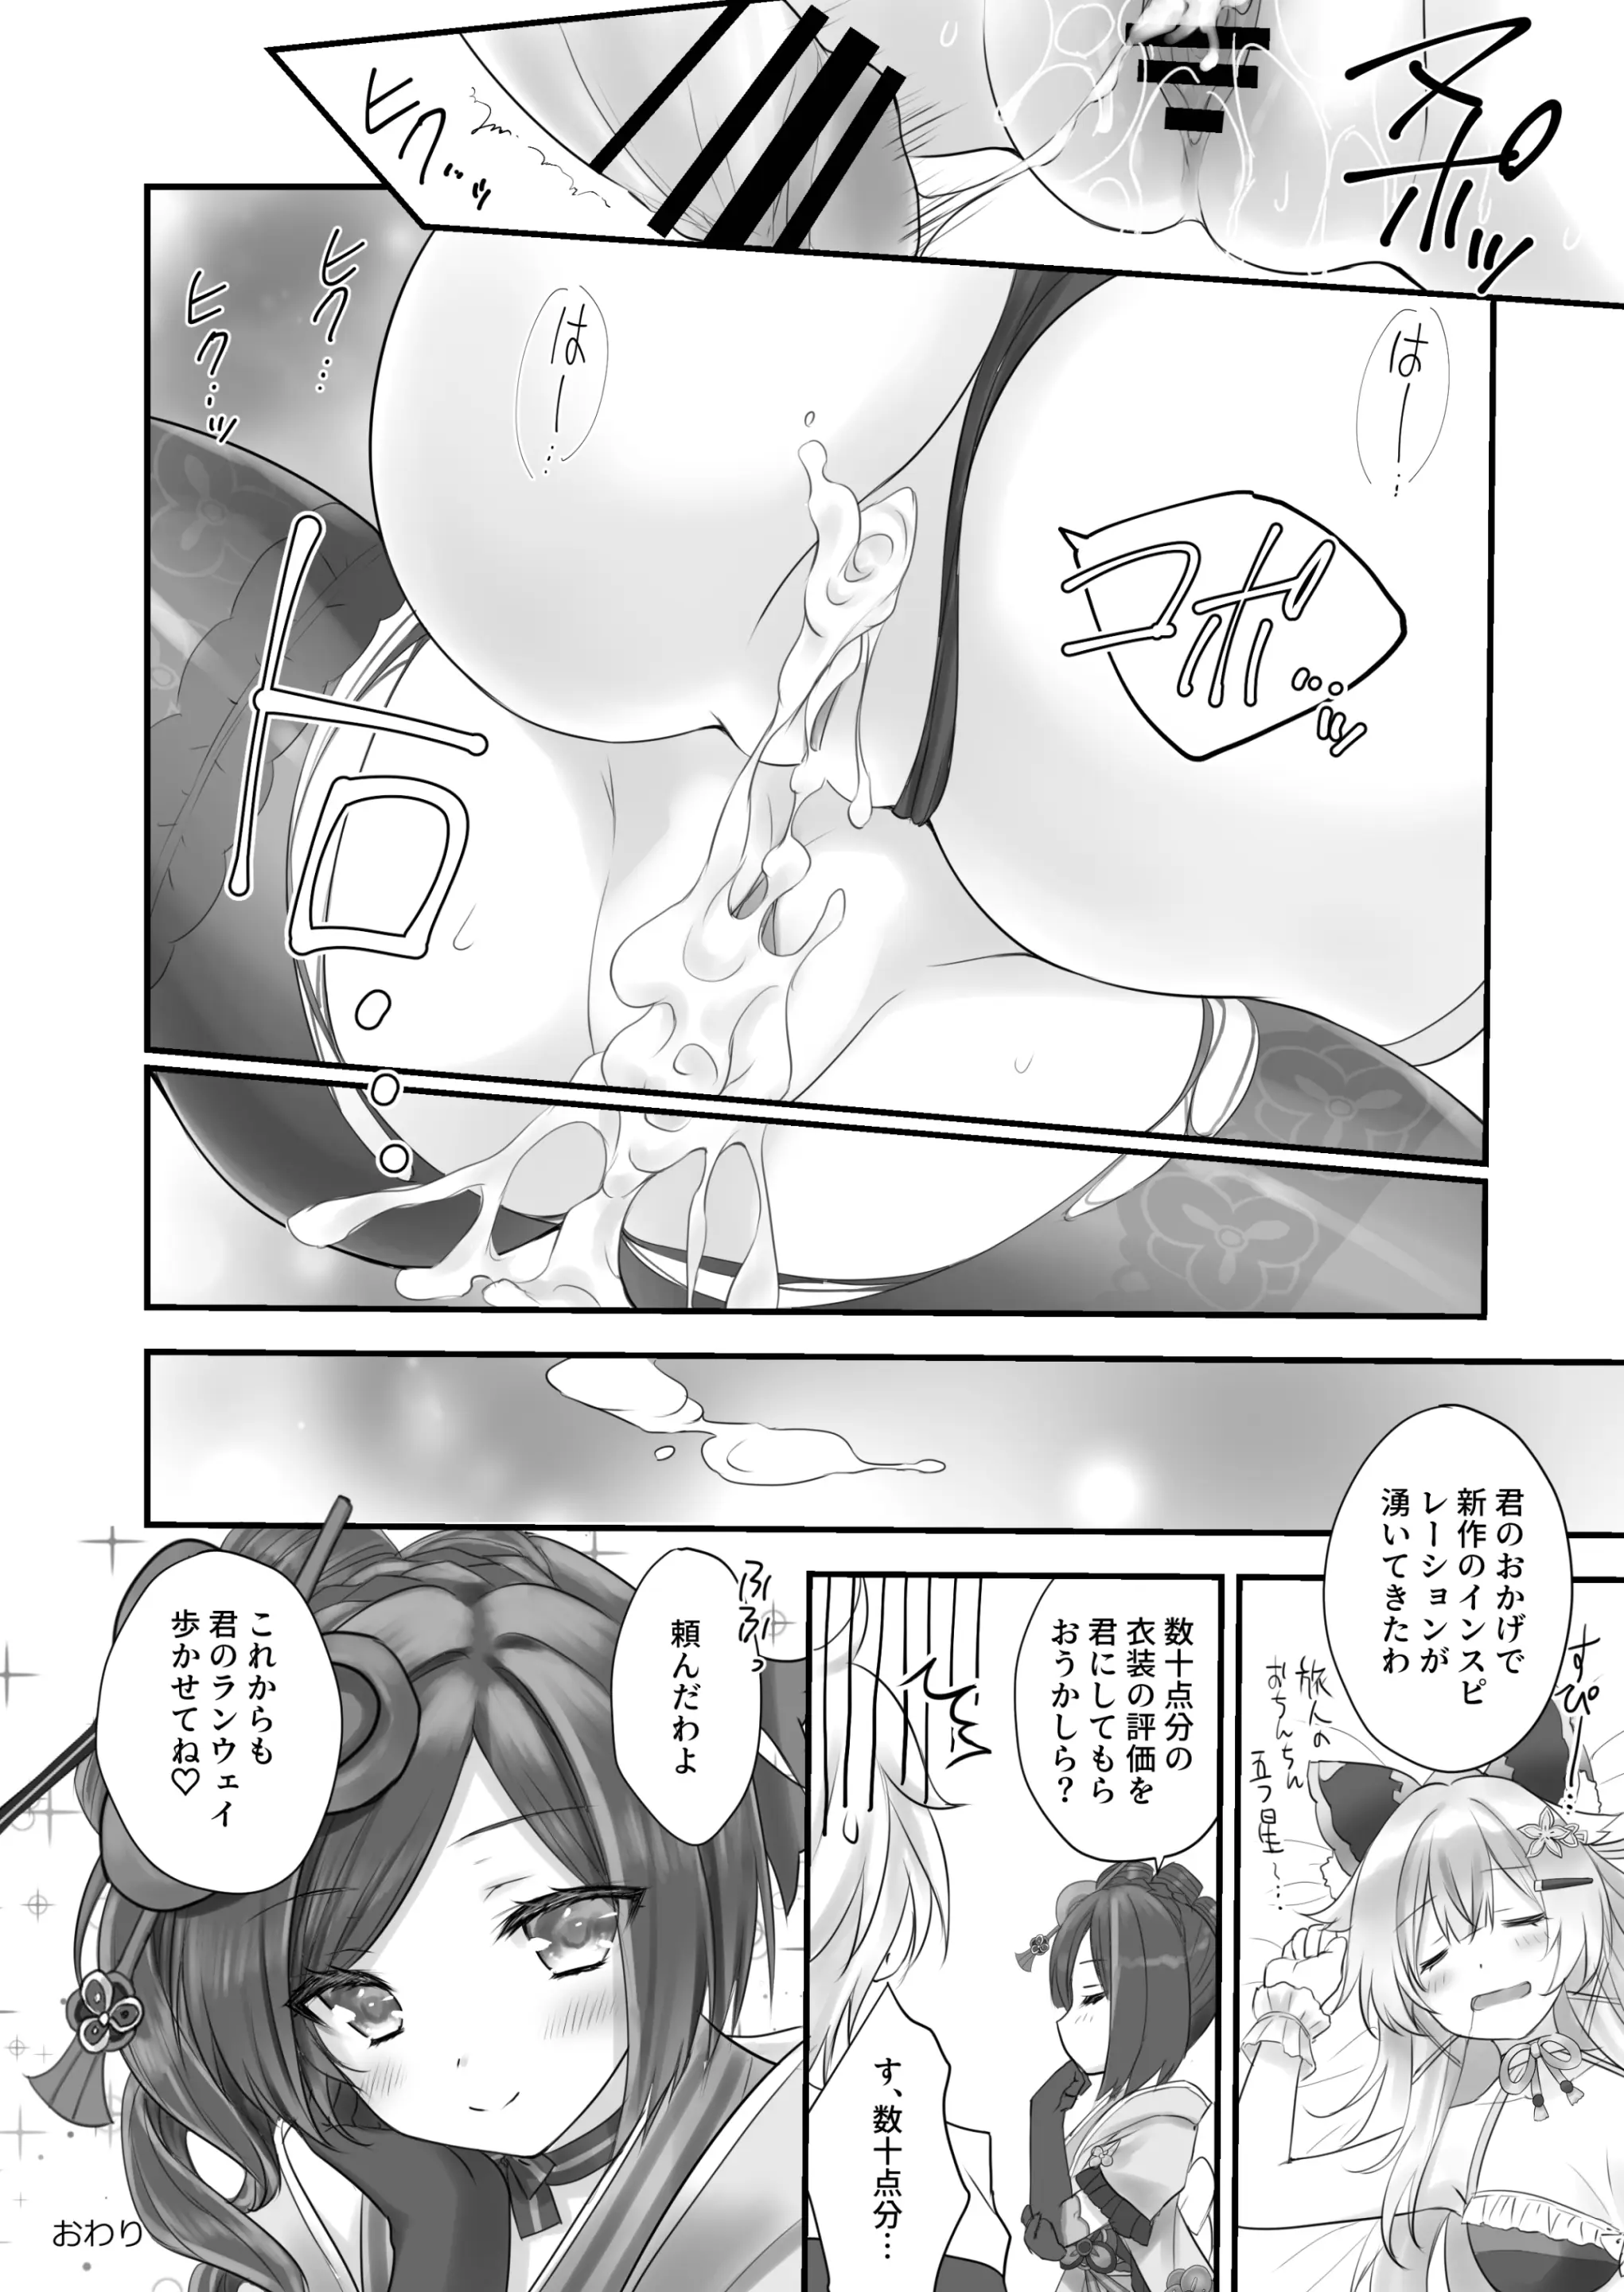 ヌポッ
ヒクヒク…ッ
はー…
はー…
ヒク…
ヒク…ッ
コポ…ッ
ドロ…
君のおかげで
新作のインスピ
レーションが
湧いてきたわ
すぴー…
旅人の
おちんちん
五つ星〜…
数十点分の
衣装の評価を
君にしてもら
おうかしら?
す、数十点分…
ふふっ
頼んだわよ
これからも
君のランウェイ
歩かせてね♡
おわり